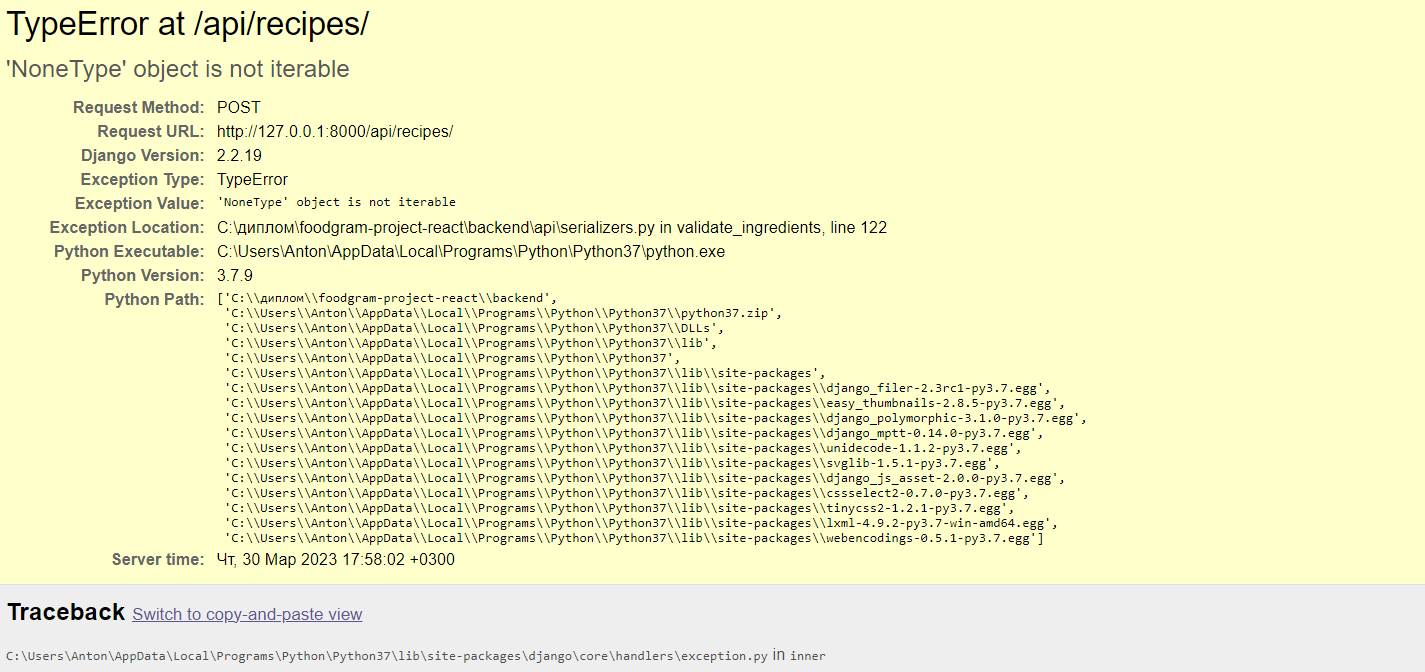 TypeError at /api/recipes/
'NoneType' object is not iterable
Request Method: POST
Request URL: http://127.0.0.1:8000/api/recipes/
Django Version: 2.2.19
Exception Type: TypeError
Exception Value: 'NoneType' object is not iterable
Exception Location: C:\диплом\foodgram-project-react\backend\api\serializers.py in validate_ingredients, line 122
Python Executable: C:\Users\Anton\AppData\Local\Programs\Python\Python37\python.exe
Python Version: 3.7.9
Python Path: ['C:\\диплом\\foodgram-project-react\\backend',
'C:\\Users\\Anton\\AppData\\Local\\Programs\\Python\\Python37\\python37.zip',
'C:\\Users\\Anton\\AppData\\Local\\Programs\\Python\\Python37\\DLLs',
'C:\\Users\\Anton\\AppData\\Local\\Programs\\Python\\Python37\\lib',
'C:\\Users\\Anton\\AppData\\Local\\Programs\\Python\\Python37',
'C:\\Users\\Anton\\AppData\\Local\\Programs\\Python\\Python37\\lib\\site-packages',
'C:\\Users\\Anton\\AppData\\Local\\Programs\\Python\\Python37\\lib\\site-packages\\django_filer-2.3rc1-py3.7.egg',
'C:\\Users\\Anton\\AppData\\Local\\Programs\\Python\\Python37\\lib\\site-packages\\easy_thumbnails-2.8.5-py3.7.egg',
'C:\\Users\\Anton\\AppData\\Local\\Programs\\Python\\Python37\\lib\\site-packages\\django_polymorphic-3.1.0-py3.7.egg',
'C:\\Users\\Anton\\AppData\\Local\\Programs\\Python\\Python37\\lib\\site-packages\\django_mptt-0.14.0-py3.7.egg',
'C:\\Users\\Anton\\AppData\\Local\\Programs\\Python\\Python37\\lib\\site-packages\\unidecode-1.1.2-py3.7.egg',
'C:\\Users\\Anton\\AppData\\Local\\Programs\\Python\\Python37\\lib\\site-packages\\svglib-1.5.1-py3.7.egg',
'C:\\Users\\Anton\\AppData\\Local\\Programs\\Python\\Python37\\lib\\site-packages\\django_js_asset-2.0.0-py3.7.egg',
'C:\\Users\\Anton\\AppData\\Local\\Programs\\Python\\Python37\\lib\\site-packages\\cssselect2-0.7.0-py3.7.egg',
'C:\\Users\\Anton\\AppData\\Local\\Programs\\Python\\Python37\\lib\\site-packages\\tinycss2-1.2.1-py3.7.egg',
'C:\\Users\\Anton\\AppData\\Local\\Programs\\Python\\Python37\\lib\\site-packages\\lxml-4.9.2-py3.7-win-amd64.egg',
'C:\\Users\\Anton\\AppData\\Local\\Programs\\Python\\Python37\\lib\\site-packages\\webencodings-0.5.1-py3.7.egg']
Server time: Чт, 30 Мар 2023 17:58:02 +0300
Traceback Switch to copy-and-paste view
C:\Users\Anton\AppData\Local\Programs\Python\Python37\lib\site-packages\django\core\handlers\exception.py in inner